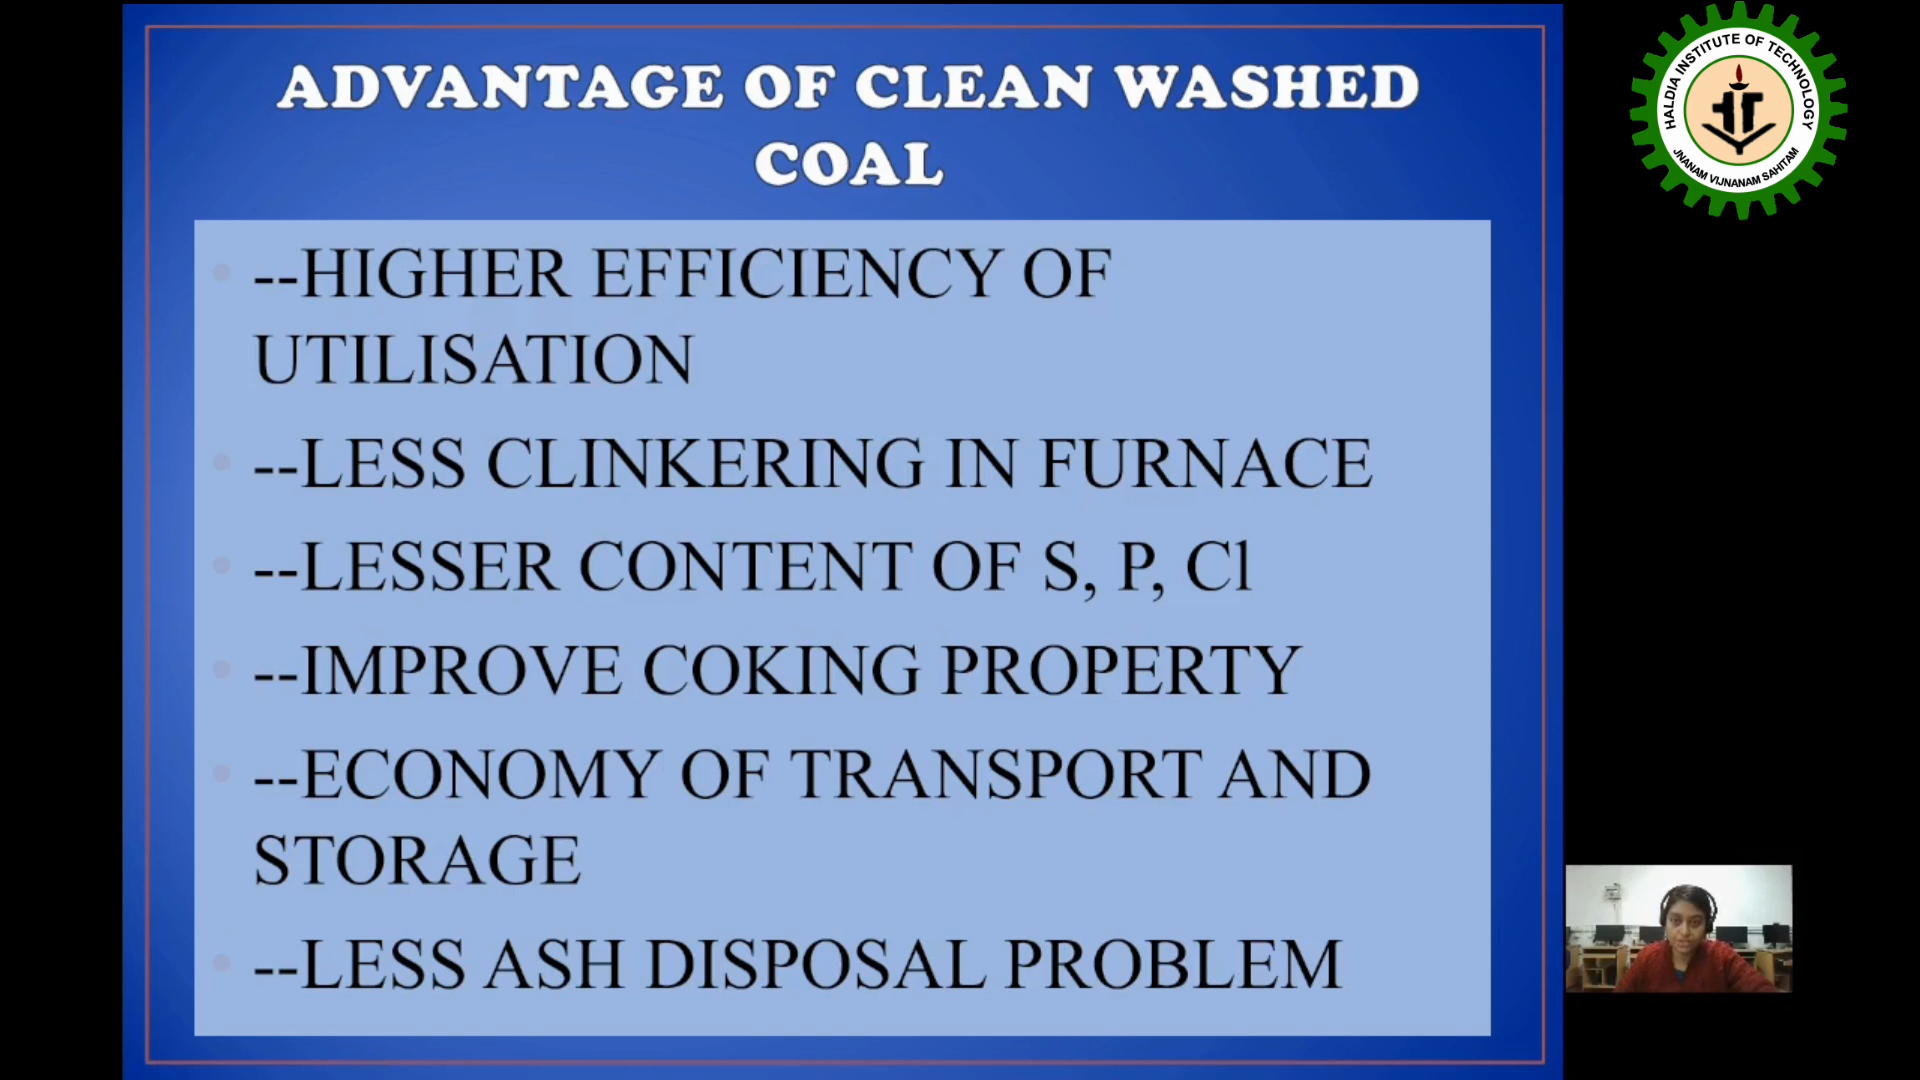 ADVANTAGE OF CLEAN WASHED
COAL
--HIGHER EFFICIENCY OF
UTILISATION
--LESS CLINKERING IN FURNACE
--LESSER CONTENT OF S, P, Cl
--IMPROVE COKING PROPERTY
--ECONOMY OF TRANSPORT AND
STORAGE
--LESS ASH DISPOSAL PROBLEM
HALDIA INSTITUTE OF TECHNOLOGY
JNANAM VIJNANAM SAHITAM